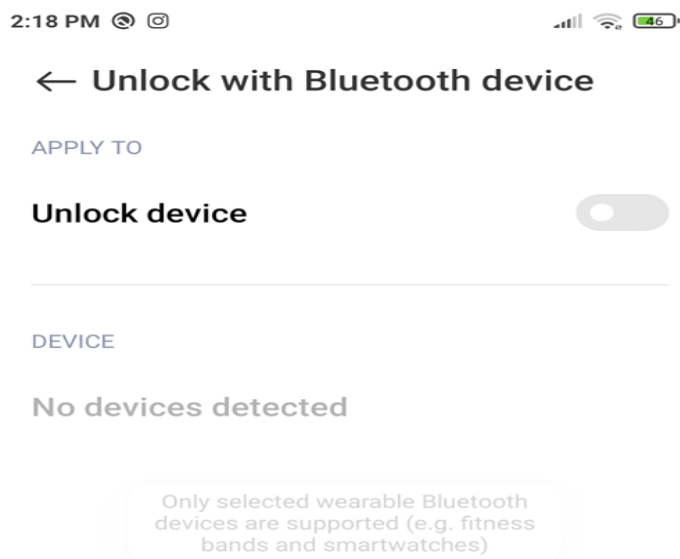 2:18 PM 46
Unlock with Bluetooth device
APPLY TO
Unlock device
DEVICE
No devices detected
Only selected wearable Bluetooth
devices are supported (e.g. fitness
bands and smartwatches)